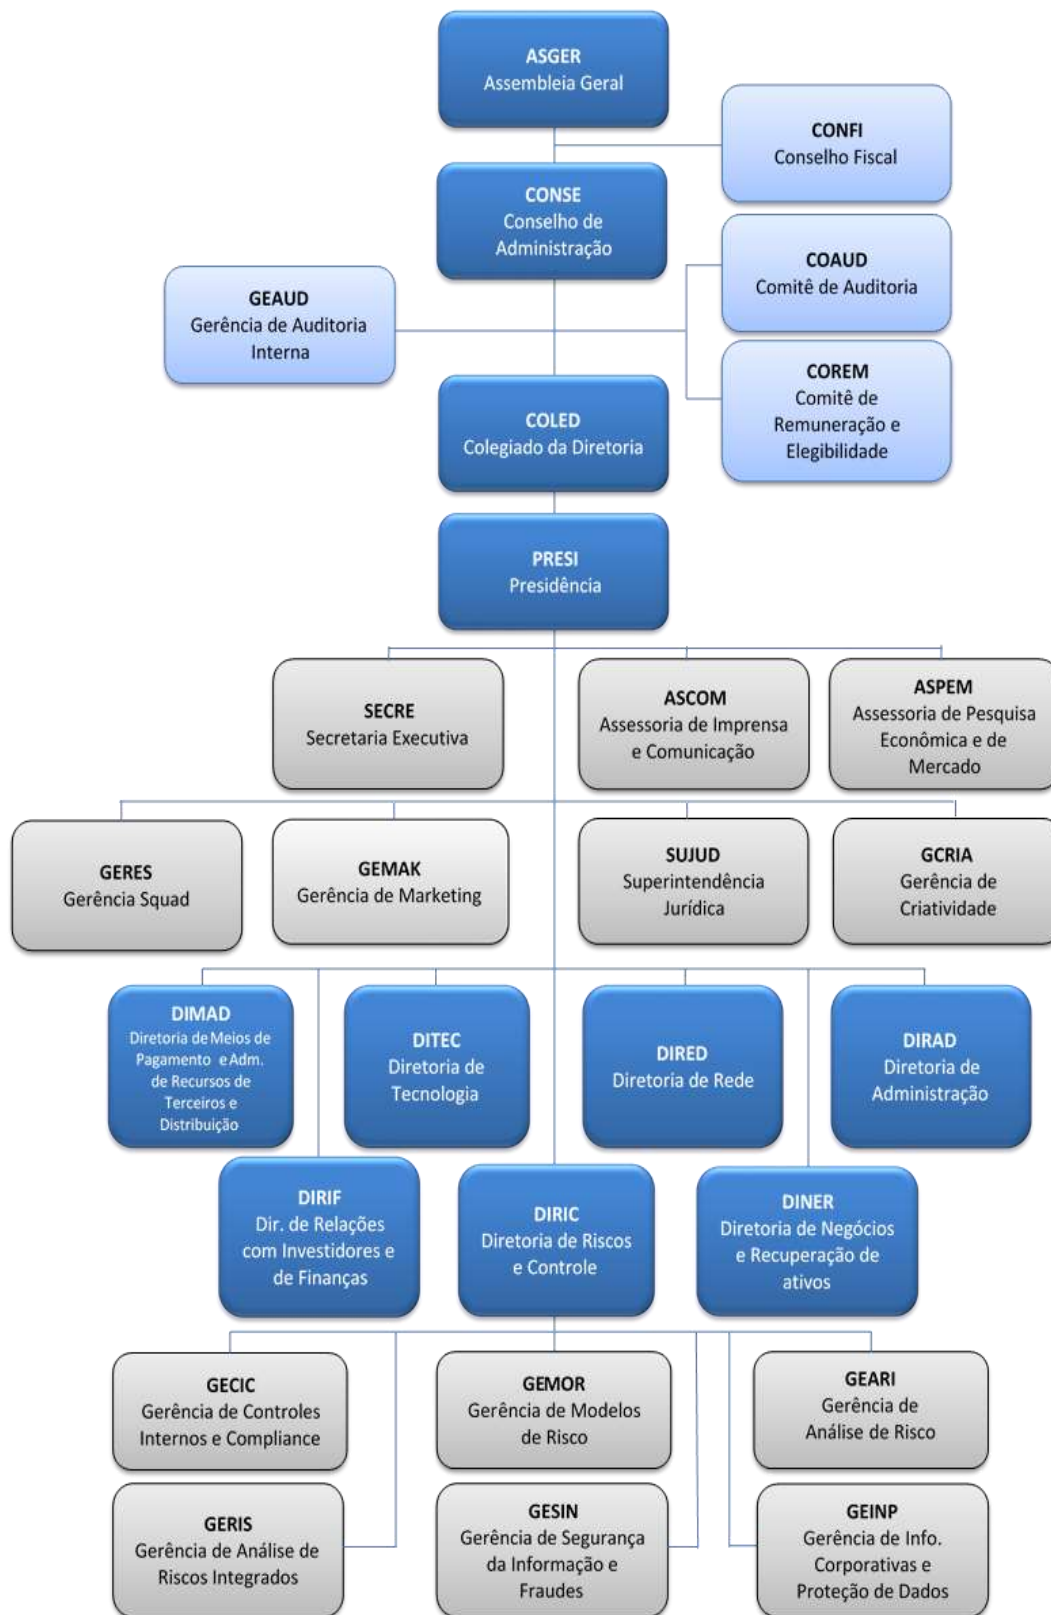 ASGER
Assembleia Geral
CONFI
Conselho Fiscal
CONSE
Conselho de
Administração
COAUD
Comitê de Auditoria
GEAUD
Gerência de Auditoria
Interna
COREM
Comitê de
Remuneração e
Elegibilidade
COLED
Colegiado da Diretoria
PRESI
Presidência
SECRE
Secretaria Executiva
ASCOM
Assessoria de Imprensa
e Comunicação
ASPEM
Assessoria de Pesquisa
Econômica e de
Mercado
GERES
Gerência Squad
GEMAK
Gerência de Marketing
SUJUD
Superintendência
Jurídica
GCRIA
Gerência de
Criatividade
DIMAD
Diretoria de Meios de
Pagamento e Adm.
de Recursos de
Terceiros e
Distribuição
DITEC
Diretoria de
Tecnologia
DIRED
Diretoria de Rede
DIRAD
Diretoria de
Administração
DIRIF
Dir. de Relações
com Investidores e
de Finanças
DIRIC
Diretoria de Riscos
e Controle
DINER
Diretoria de Negócios
e Recuperação de
ativos
GECIC
Gerência de Controles
Internos e Compliance
GEMOR
Gerência de Modelos
de Risco
GEARI
Gerência de
Análise de Risco
GERIS
Gerência de Análise de
Riscos Integrados
GESIN
Gerência de Segurança
da Informação e
Fraudes
GEINP
Gerência de Info.
Corporativas e
Proteção de Dados